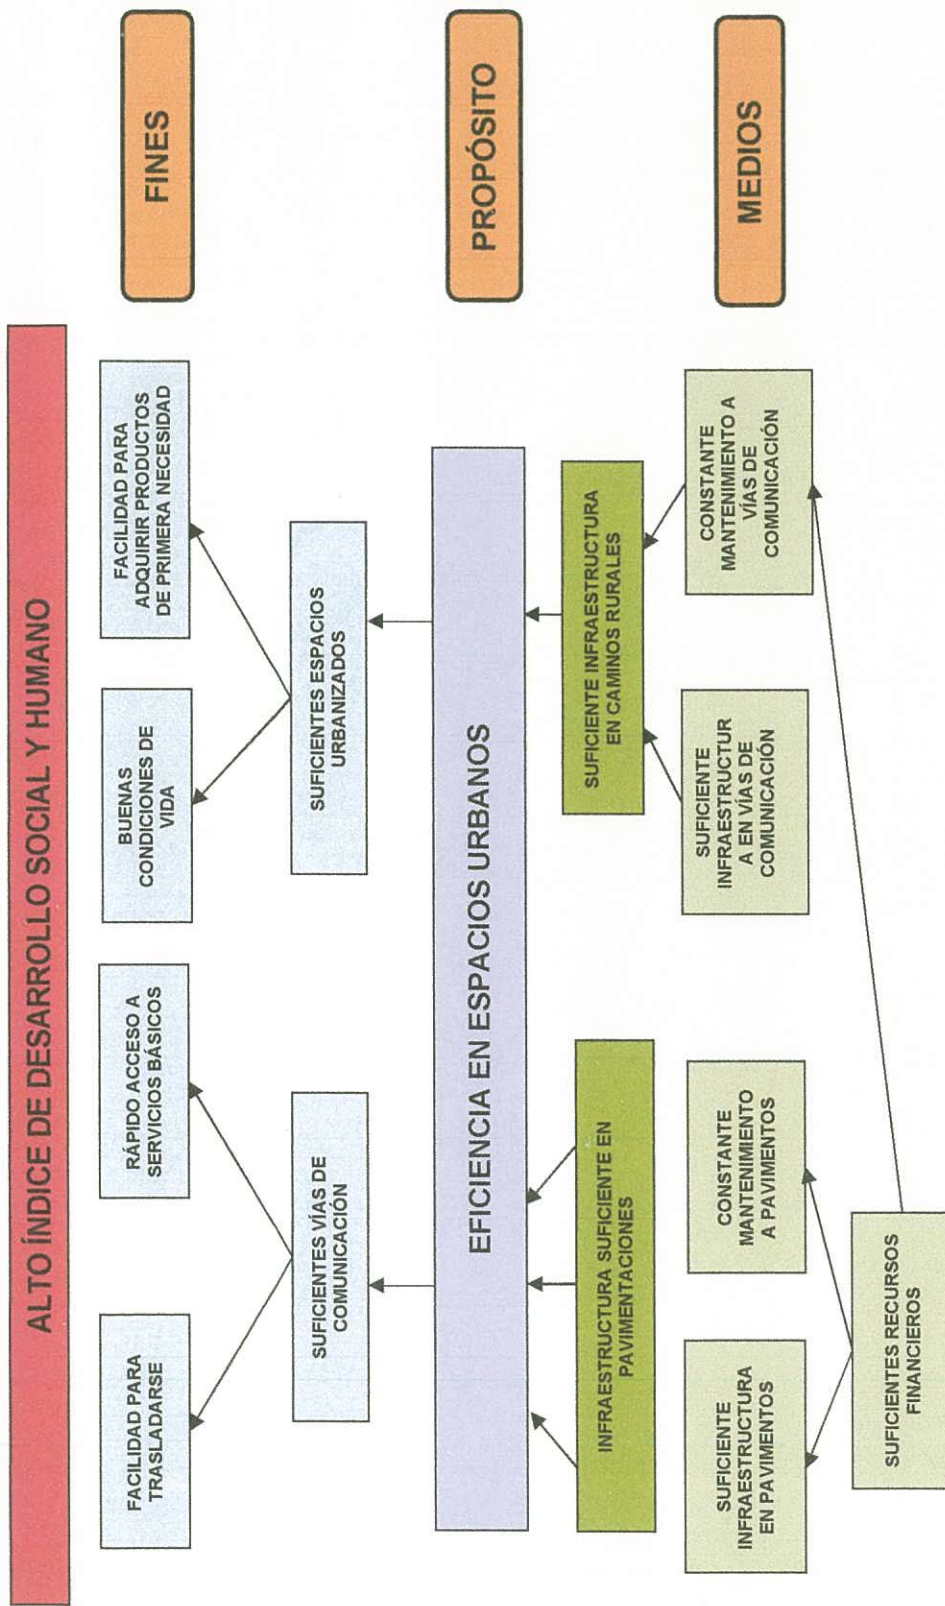 ALTO ÍNDICE DE DESARROLLO SOCIAL Y HUMANO
FACILIDAD PARA
TRASLADARSE
RÁPIDO ACCESO A
SERVICIOS BÁSICOS
BUENAS
CONDICIONES DE
VIDA
FACILIDAD PARA
ADQUIRIR PRODUCTOS
DE PRIMERA NECESIDAD
FINES
SUFICIENTES VÍAS DE
COMUNICACIÓN
SUFICIENTES ESPACIOS
URBANIZADOS
EFICIENCIA EN ESPACIOS URBANOS
PROPÓSITO
INFRAESTRUCTURA SUFICIENTE EN
PAVIMENTACIONES
SUFICIENTE INFRAESTRUCTURA
EN CAMINOS RURALES
SUFICIENTE
INFRAESTRUCTURA
EN PAVIMENTOS
CONSTANTE
MANTENIMIENTO
A PAVIMENTOS
SUFICIENTE
INFRAESTRUCTUR
A EN VÍAS DE
COMUNICACIÓN
CONSTANTE
MANTENIMIENTO A
VÍAS DE
COMUNICACIÓN
MEDIOS
SUFICIENTES RECURSOS
FINANCIEROS